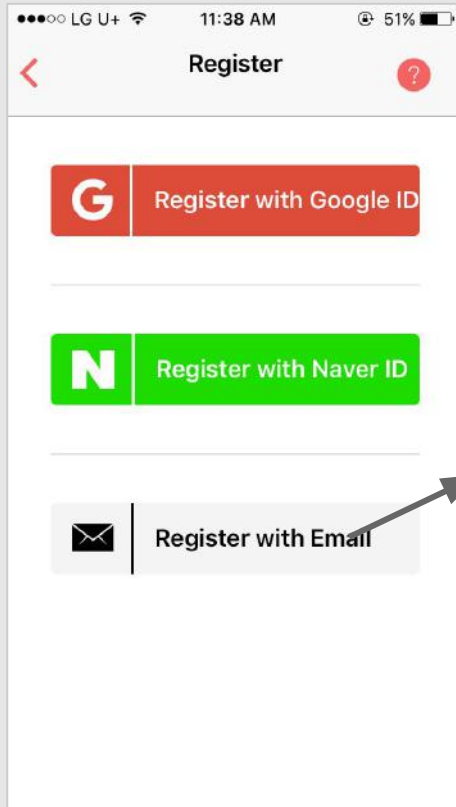 LG U+ 11:38 AM 51%
Register
?
G Register with Google ID
N Register with Naver ID
Register with Email